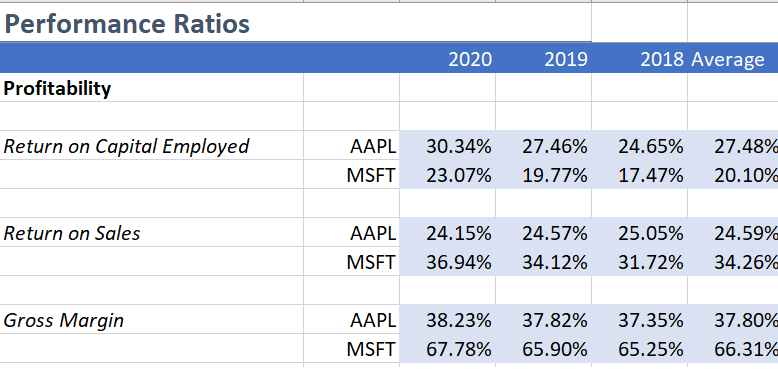 Performance Ratios
2020 2019 2018 Average
Profitability
Return on Capital Employed AAPL 30.34% 27.46% 24.65% 27.48%
MSFT 23.07% 19.77% 17.47% 20.10%
Return on Sales AAPL 24.15% 24.57% 25.05% 24.59%
MSFT 36.94% 34.12% 31.72% 34.26%
Gross Margin AAPL 38.23% 37.82% 37.35% 37.80%
MSFT 67.78% 65.90% 65.25% 66.31%